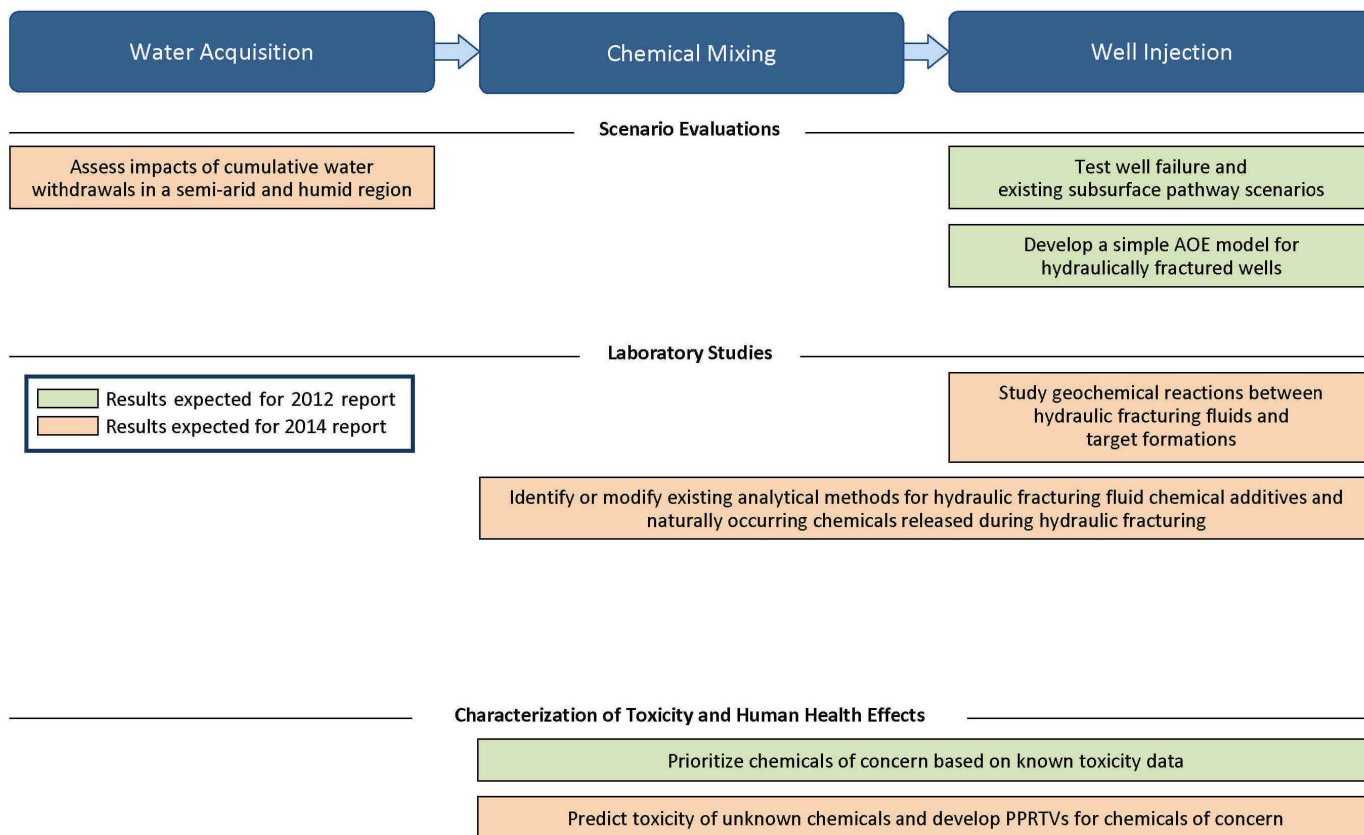 Water Acquisition
Chemical Mixing
Well Injection
Scenario Evaluations
Assess impacts of cumulative water
withdrawals in a semi-arid and humid region
Test well failure and
existing subsurface pathway scenarios
Develop a simple AOE model for
hydraulically fractured wells
Laboratory Studies
Results expected for 2012 report
Results expected for 2014 report
Study geochemical reactions between
hydraulic fracturing fluids and
target formations
Identify or modify existing analytical methods for hydraulic fracturing fluid chemical additives and
naturally occurring chemicals released during hydraulic fracturing
Characterization of Toxicity and Human Health Effects
Prioritize chemicals of concern based on known toxicity data
Predict toxicity of unknown chemicals and develop PPRTVs for chemicals of concern